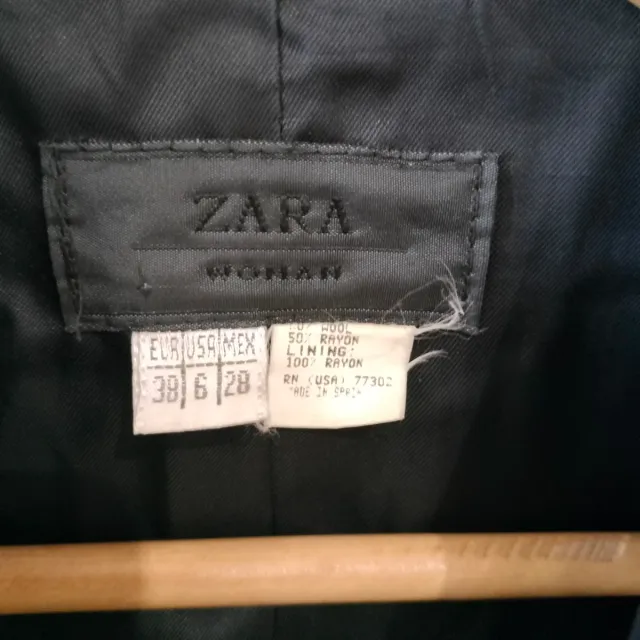 ZARA
WOMAN
EUR USA MEX
38 6 28
WOOL
50% RAYON
LINING:
100% RAYON
RN (USA) 77302
MADE IN SPAIN